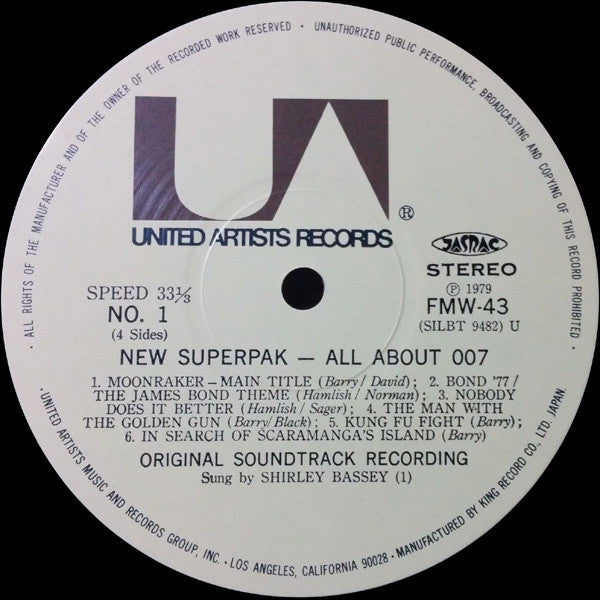 · ALL RIGHTS OF THE MANUFACTURER AND OF THE OWNER OF THE RECORDED WORK RESERVED · UNAUTHORIZED PUBLIC PERFORMANCE, BROADCASTING AND COPYING OF THIS RECORD PROHIBITED ·
UA
®
UNITED ARTISTS RECORDS
JASRAC
STEREO
SPEED 33⅓
NO. 1
(4 Sides)
Ⓟ 1979
FMW-43
(SILBT 9482) U
NEW SUPERPAK — ALL ABOUT 007
1. MOONRAKER – MAIN TITLE (Barry / David); 2. BOND '77 /
THE JAMES BOND THEME (Hamlish / Norman); 3. NOBODY
DOES IT BETTER (Hamlish / Sager); 4. THE MAN WITH
THE GOLDEN GUN (Barry / Black); 5. KUNG FU FIGHT (Barry);
6. IN SEARCH OF SCARAMANGA'S ISLAND (Barry)
ORIGINAL SOUNDTRACK RECORDING
Sung by SHIRLEY BASSEY (1)
· UNITED ARTISTS MUSIC AND RECORDS GROUP, INC. · LOS ANGELES, CALIFORNIA 90028 · MANUFACTURED BY KING RECORD CO., LTD. JAPAN.